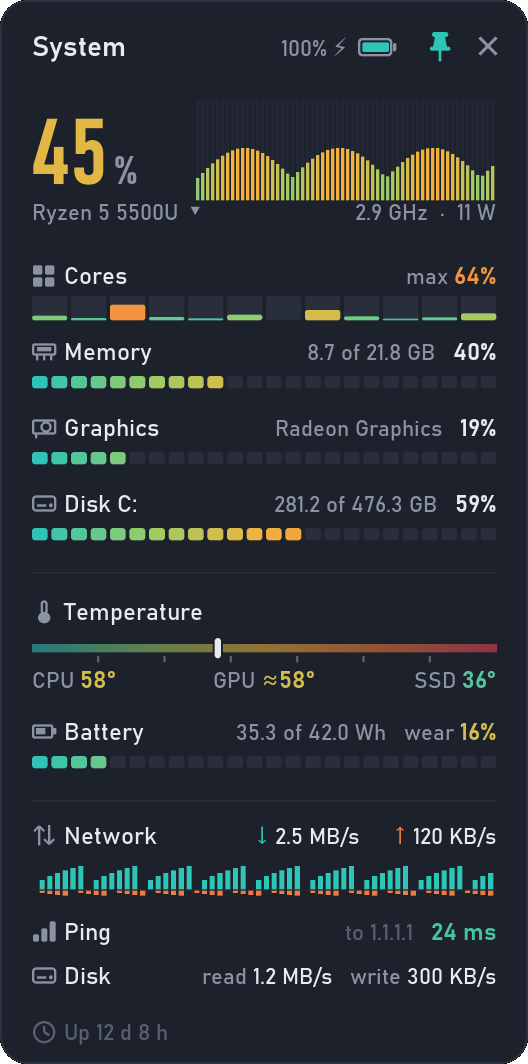 System 100%
45 %
Ryzen 5 5500U 2.9 GHz · 11 W
Cores max 64%
Memory 8.7 of 21.8 GB 40%
Graphics Radeon Graphics 19%
Disk C: 281.2 of 476.3 GB 59%
Temperature
CPU 58° GPU ≈58° SSD 36°
Battery 35.3 of 42.0 Wh wear 16%
Network ↓ 2.5 MB/s ↑ 120 KB/s
Ping to 1.1.1.1 24 ms
Disk read 1.2 MB/s write 300 KB/s
Up 12 d 8 h